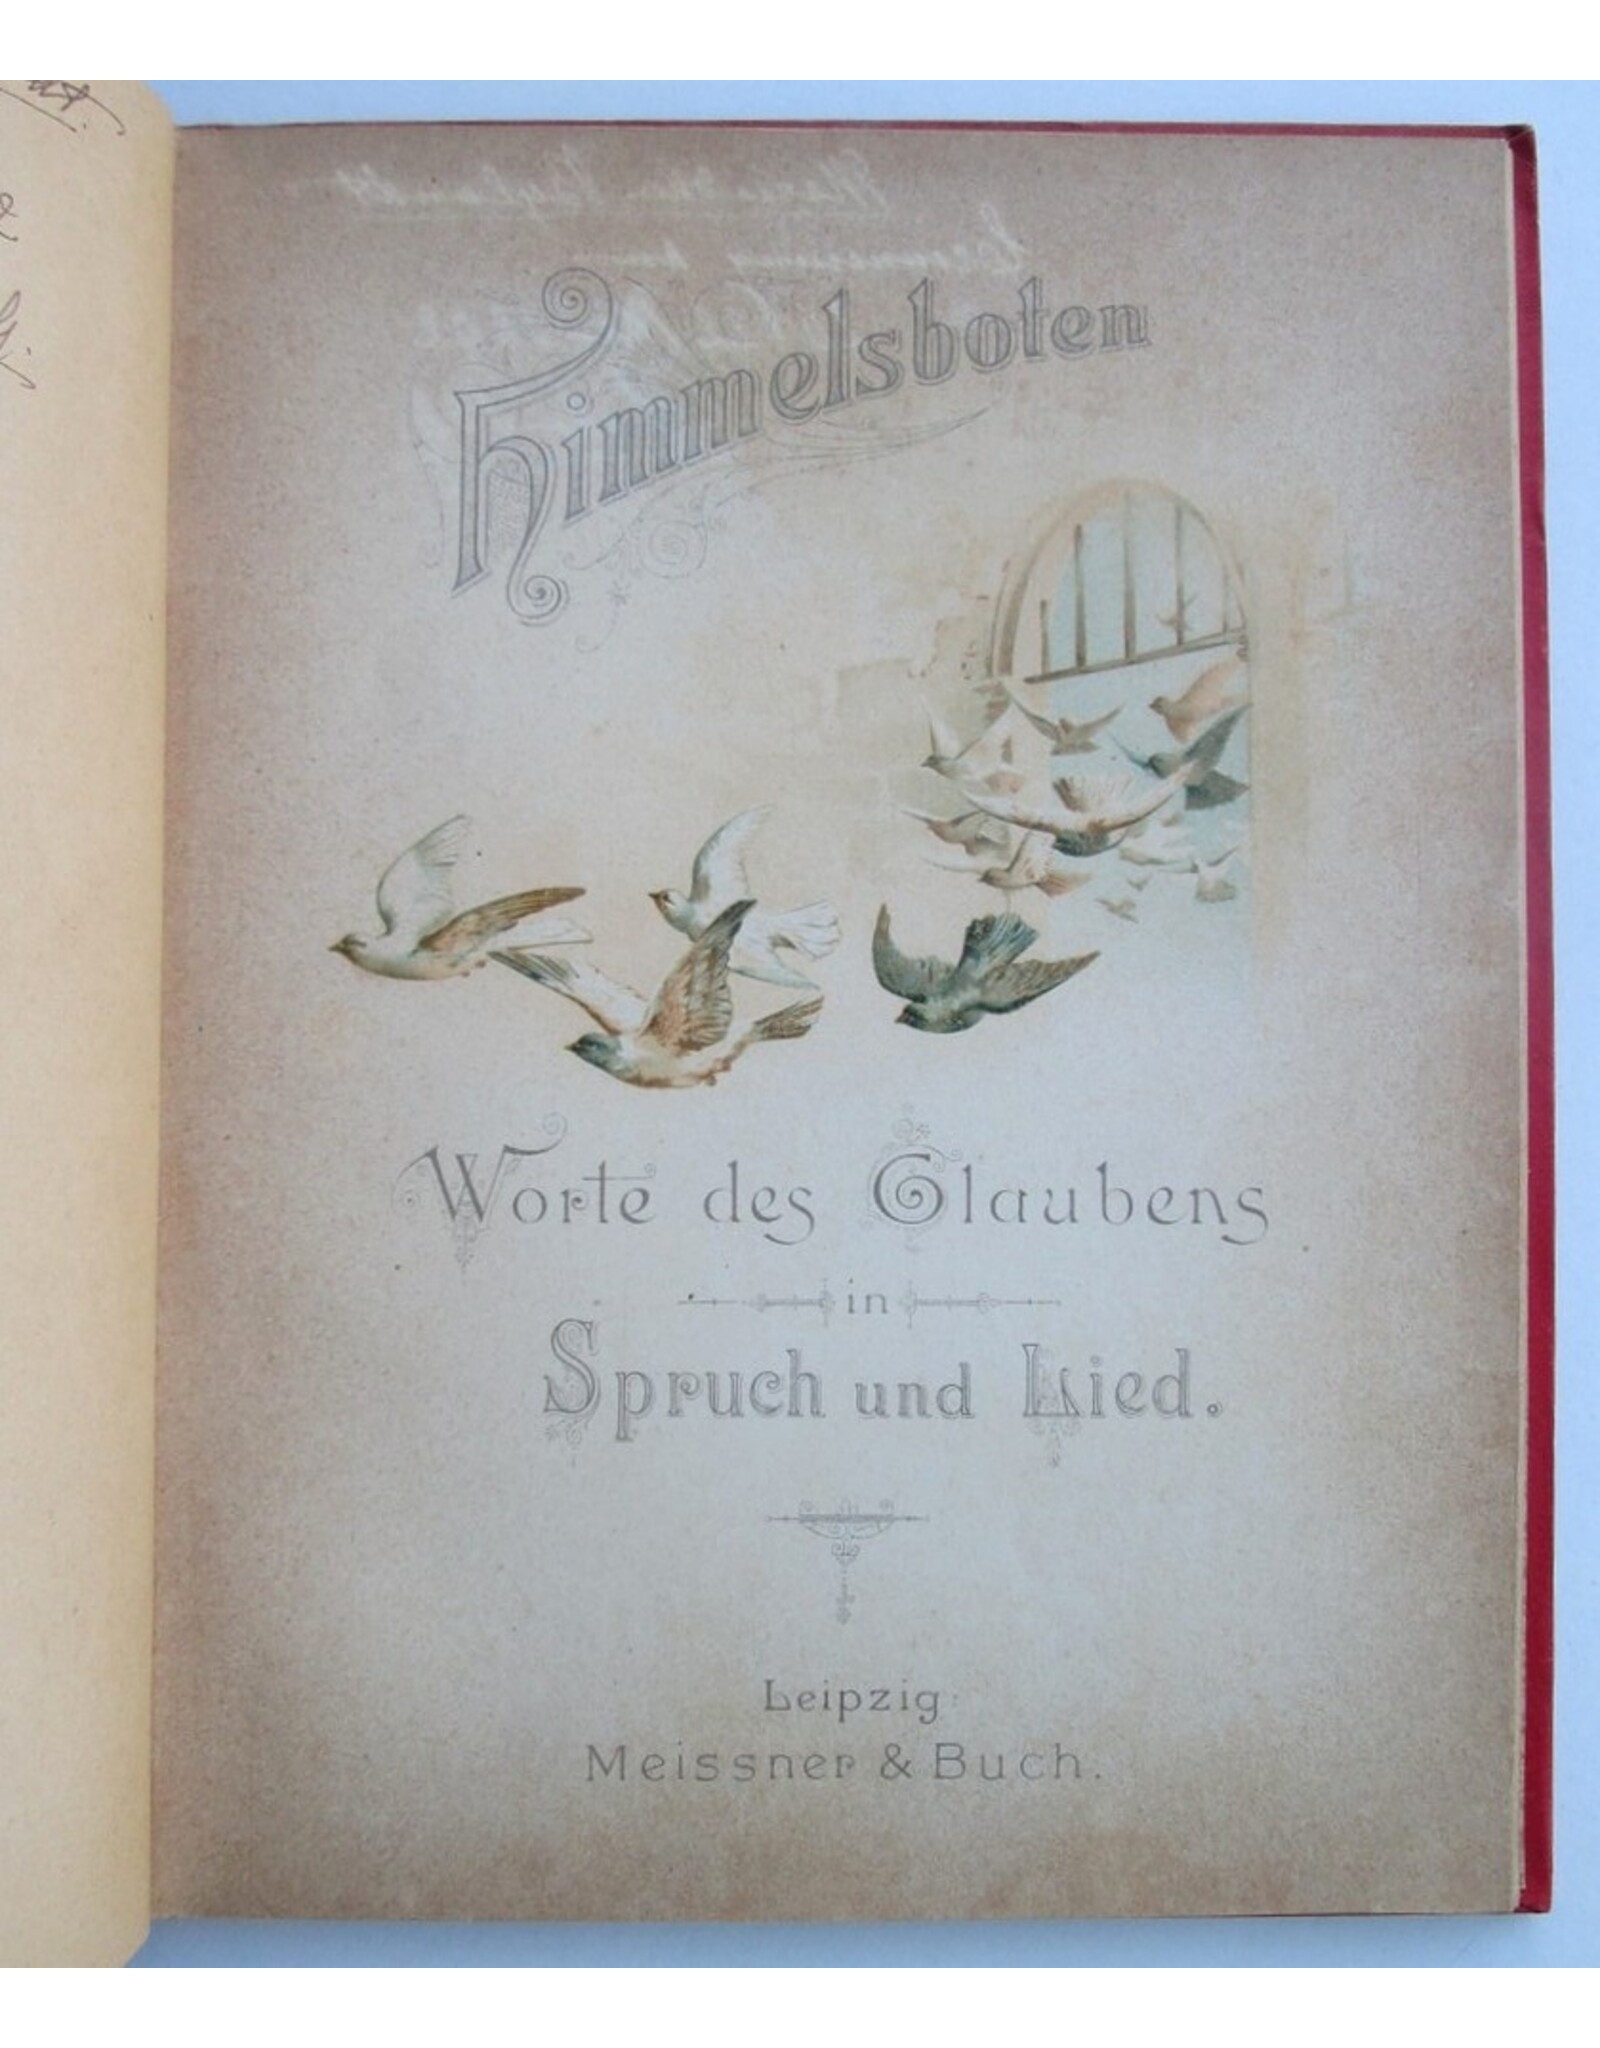 Himmelsboten
Worte des Glaubens
in
Spruch und Lied.
Leipzig:
Meissner & Buch.